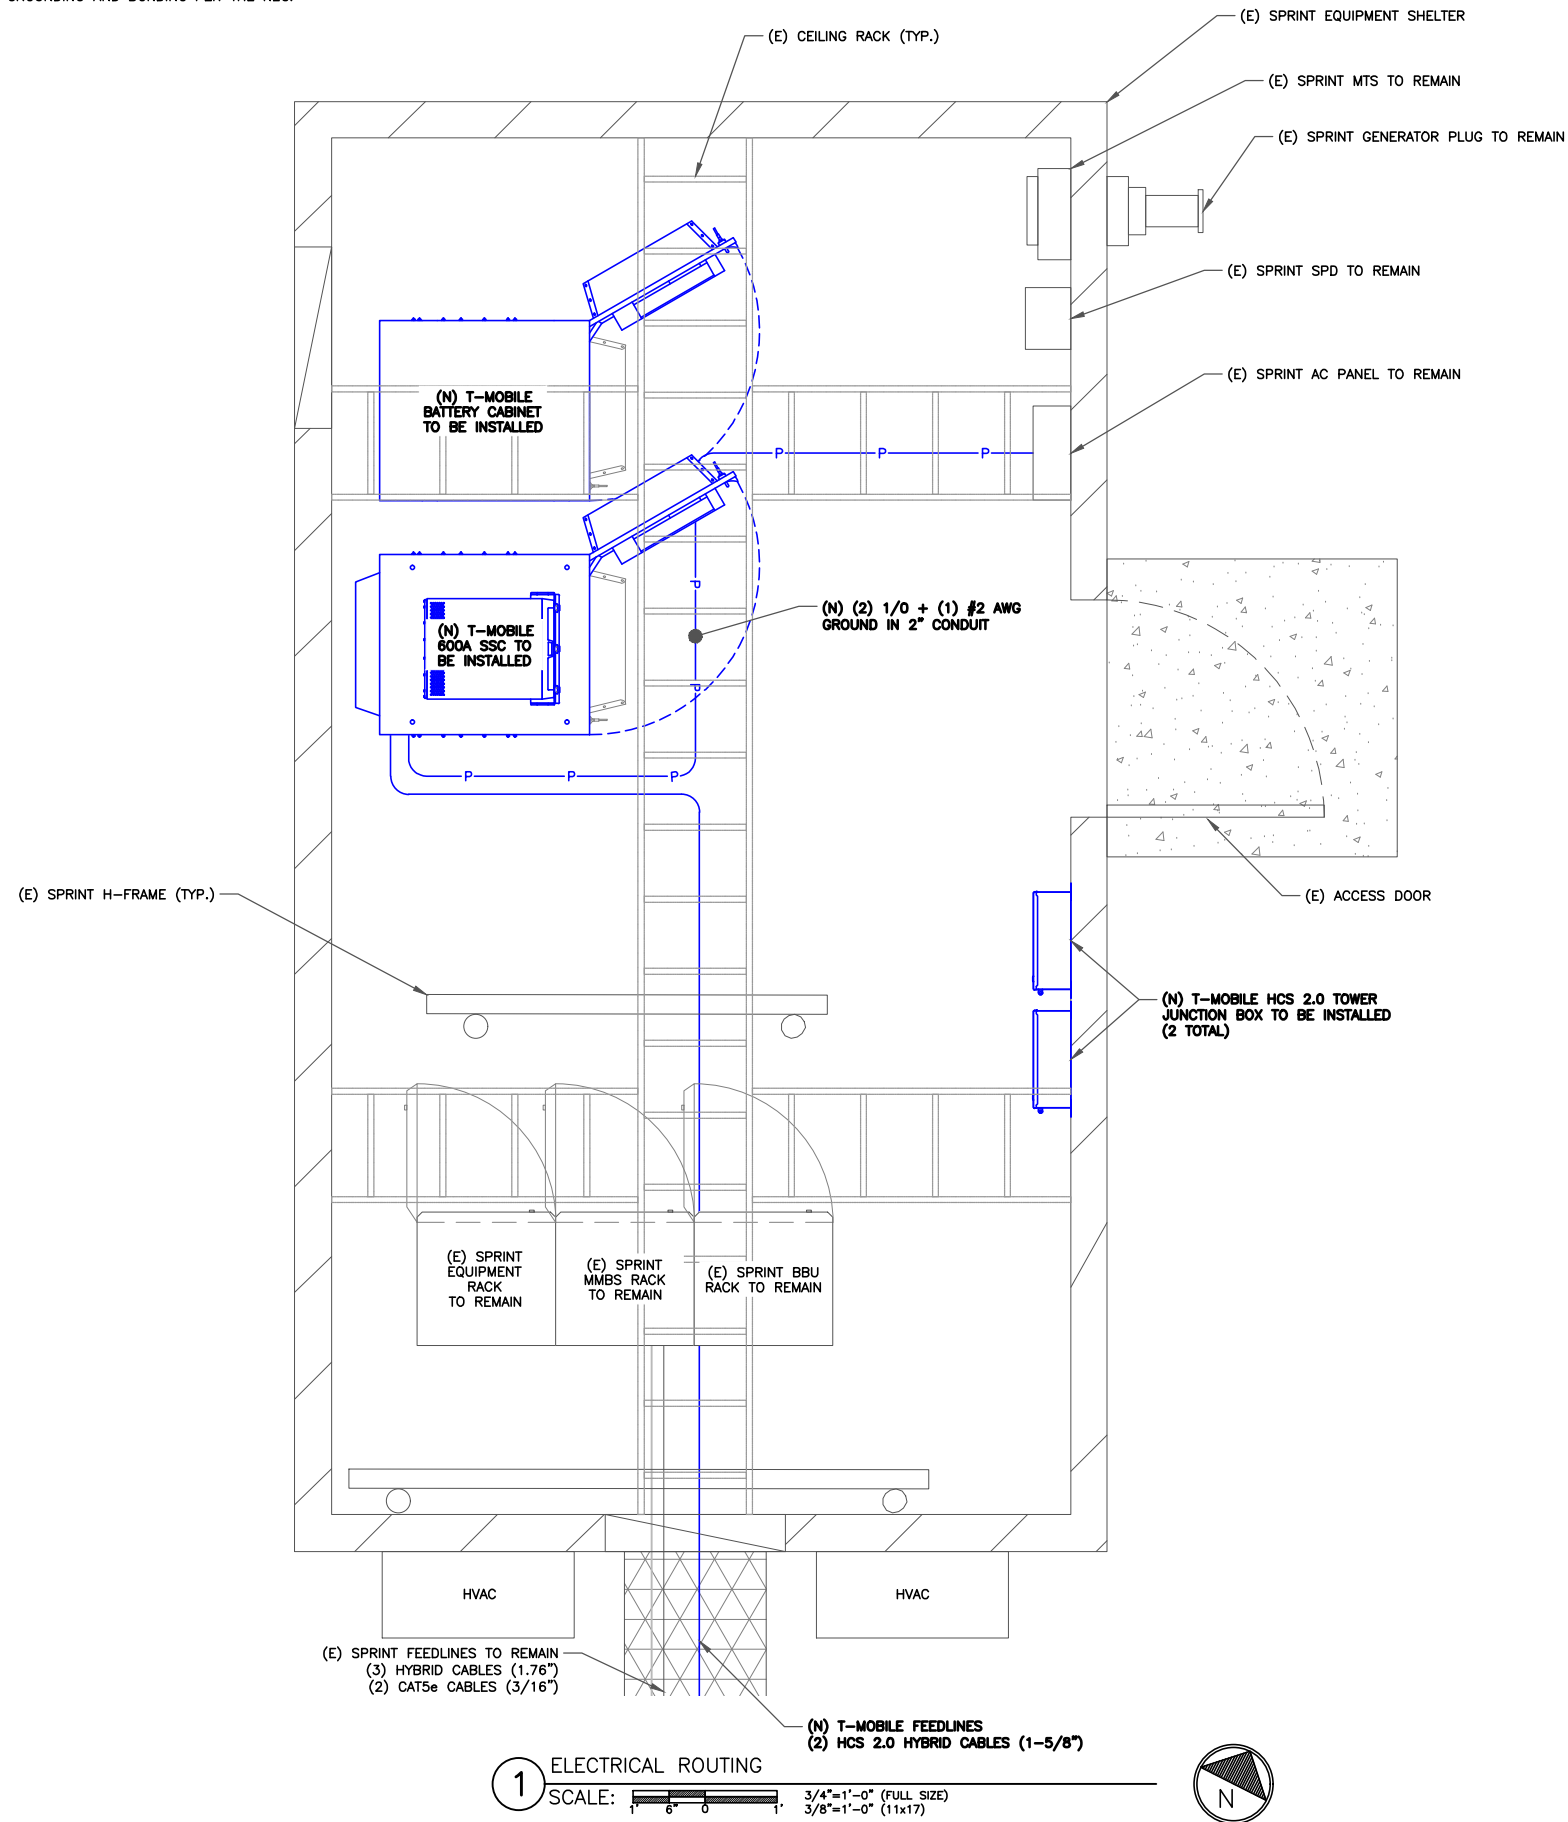 (E) SPRINT EQUIPMENT SHELTER
(E) CEILING RACK (TYP.)
(E) SPRINT MTS TO REMAIN
(E) SPRINT GENERATOR PLUG TO REMAIN
(E) SPRINT SPD TO REMAIN
(E) SPRINT AC PANEL TO REMAIN
(N) T-MOBILE
BATTERY CABINET
TO BE INSTALLED
P P P
P
(N) (2) 1/0 + (1) #2 AWG
GROUND IN 2" CONDUIT
(N) T-MOBILE
600A SSC TO
BE INSTALLED
P
P P P
(E) SPRINT H-FRAME (TYP.)
(E) ACCESS DOOR
(N) T-MOBILE HCS 2.0 TOWER
JUNCTION BOX TO BE INSTALLED
(2 TOTAL)
(E) SPRINT
EQUIPMENT
RACK
TO REMAIN
(E) SPRINT
MMBS RACK
TO REMAIN
(E) SPRINT BBU
RACK TO REMAIN
HVAC
HVAC
(E) SPRINT FEEDLINES TO REMAIN
(3) HYBRID CABLES (1.76")
(2) CAT5e CABLES (3/16")
(N) T-MOBILE FEEDLINES
(2) HCS 2.0 HYBRID CABLES (1-5/8")
1 ELECTRICAL ROUTING
SCALE:
1' 6" 0 1'
3/4"=1'-0" (FULL SIZE)
3/8"=1'-0" (11x17)
N